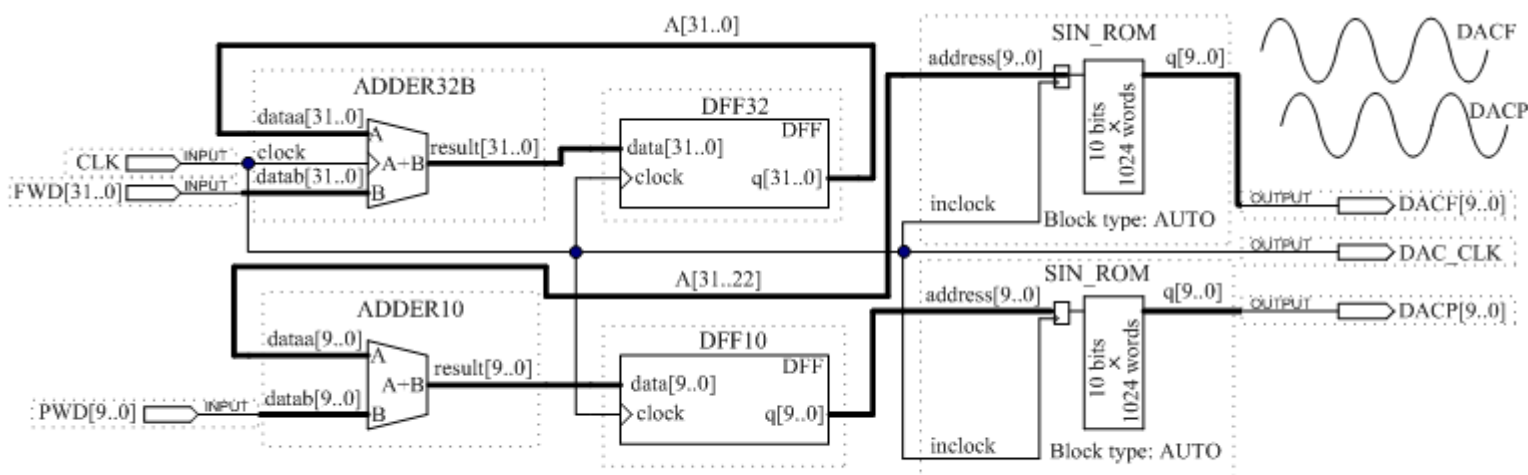 A[31..0]
SIN_ROM
DACF
address[9..0]
q[9..0]
10 bits
×
1024 words
DACP
ADDER32B
dataa[31..0]
A
DFF32
DFF
CLK
INPUT
clock
A+B
result[31..0]
data[31..0]
FWD[31..0]
INPUT
datab[31..0]
B
clock
q[31..0]
inclock
Block type: AUTO
OUTPUT
DACF[9..0]
OUTPUT
DAC_CLK
A[31..22]
SIN_ROM
address[9..0]
q[9..0]
OUTPUT
DACP[9..0]
10 bits
×
1024 words
ADDER10
dataa[9..0]
A
DFF10
DFF
A+B
result[9..0]
data[9..0]
PWD[9..0]
INPUT
datab[9..0]
B
clock
q[9..0]
inclock
Block type: AUTO